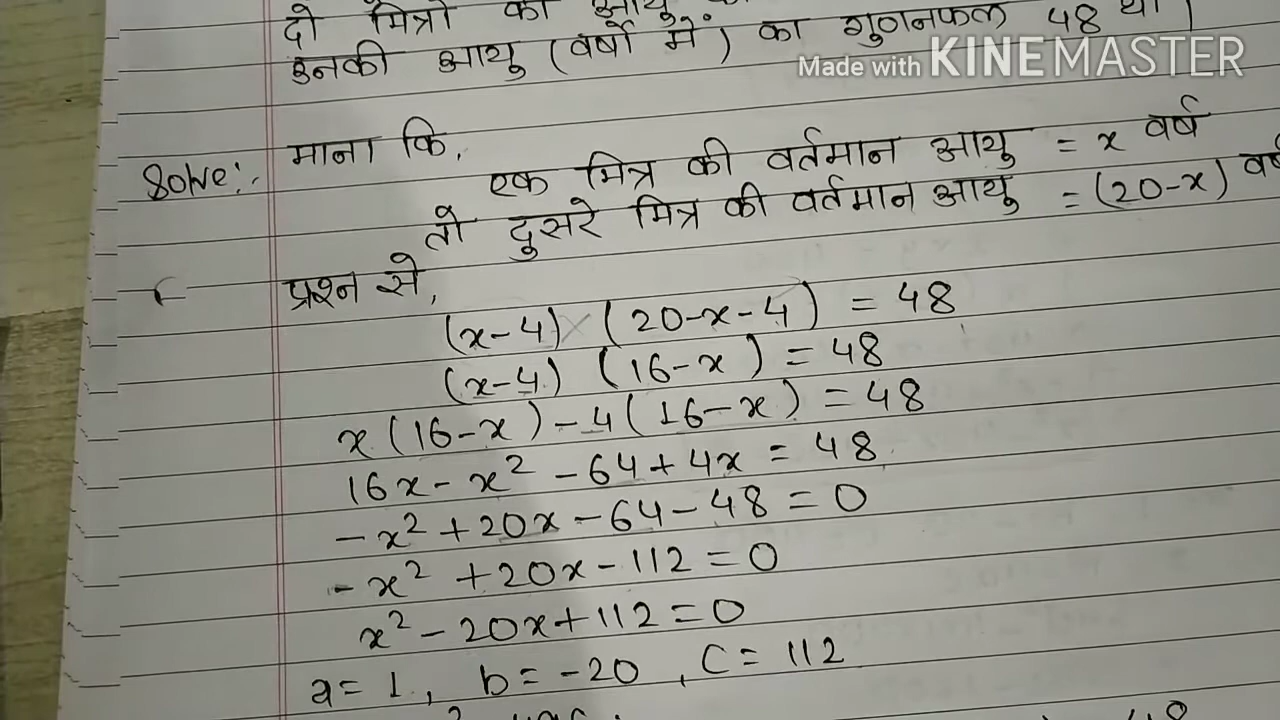 दो मित्रों की आयु
इनकी आयु (वर्षों में) का गुणनफल 48 था।
Made with KINEMASTER
Solve:- माना कि,
एक मित्र की वर्तमान आयु = x वर्ष
तो दुसरे मित्र की वर्तमान आयु = (20-x) वर्ष
प्रश्न से,
(x-4) (20-x-4) = 48
(x-4) (16-x) = 48
x(16-x) - 4(16-x) = 48
16x - x² - 64 + 4x = 48
- x² + 20x - 64 - 48 = 0
- x² + 20x - 112 = 0
x² - 20x + 112 = 0
a = 1, b = -20, C = 112